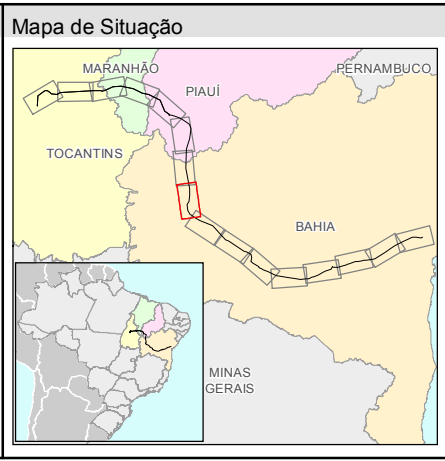 Mapa de Situação
MARANHÃO
PERNAMBUCO
PIAUÍ
TOCANTINS
BAHIA
MINAS
GERAIS